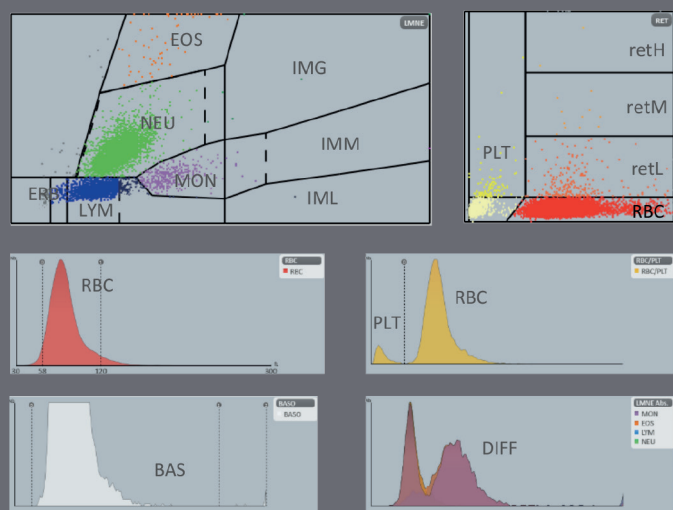 LMNE
EOS
IMG
NEU
IMM
MON
ERB
LYM
IML
RET
retH
retM
PLT
retL
RBC
RBC
RBC
RBC
30 58 120 300
RBC/PLT
RBC/PLT
RBC
PLT
BASO
BASO
BAS
LMNE Abs.
MON
EOS
LYM
NEU
DIFF